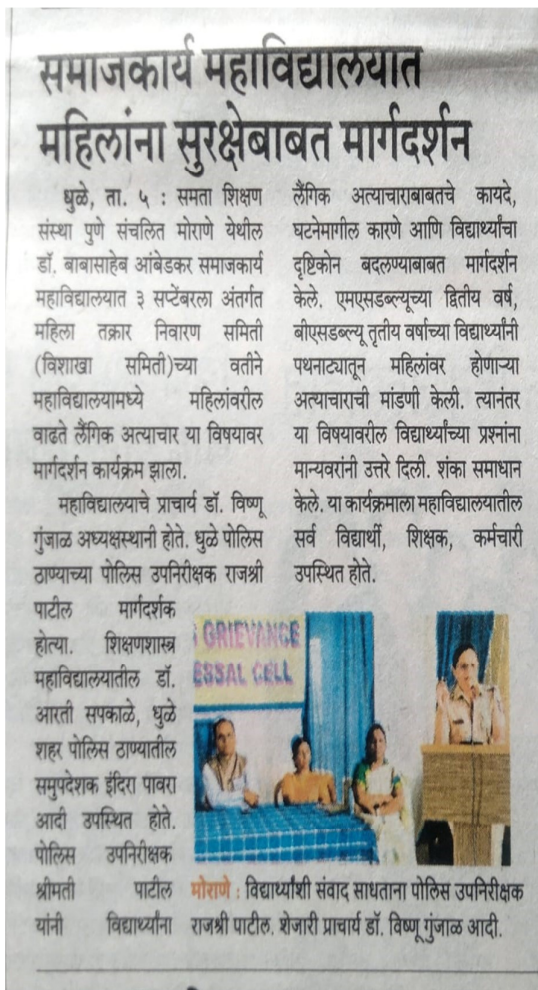 समाजकार्य महाविद्यालयात
महिलांना सुरक्षेबाबत मार्गदर्शन
धुळे, ता. ५ : समता शिक्षण
संस्था पुणे संचलित मोराणे येथील
डॉ. बाबासाहेब आंबेडकर समाजकार्य
महाविद्यालयात ३ सप्टेंबरला अंतर्गत
महिला तक्रार निवारण समिती
(विशाखा समिती)च्या वतीने
महाविद्यालयामध्ये महिलांवरील
वाढते लैंगिक अत्याचार या विषयावर
मार्गदर्शन कार्यक्रम झाला.
महाविद्यालयाचे प्राचार्य डॉ. विष्णू
गुंजाळ अध्यक्षस्थानी होते. धुळे पोलिस
ठाण्याच्या पोलिस उपनिरीक्षक राजश्री
पाटील मार्गदर्शक
होत्या. शिक्षणशास्त्र
महाविद्यालयातील डॉ.
आरती सपकाळे, धुळे
शहर पोलिस ठाण्यातील
समुपदेशक इंदिरा पावरा
आदी उपस्थित होते.
पोलिस उपनिरीक्षक
श्रीमती पाटील
यांनी विद्यार्थ्यांना
लैंगिक अत्याचाराबाबतचे कायदे,
घटनेमागील कारणे आणि विद्यार्थ्यांचा
दृष्टिकोन बदलण्याबाबत मार्गदर्शन
केले. एमएसडब्ल्यूच्या द्वितीय वर्ष,
बीएसडब्ल्यू तृतीय वर्षाच्या विद्यार्थ्यांनी
पथनाट्यातून महिलांवर होणाऱ्या
अत्याचाराची मांडणी केली. त्यानंतर
या विषयावरील विद्यार्थ्यांच्या प्रश्नांना
मान्यवरांनी उत्तरे दिली. शंका समाधान
केले. या कार्यक्रमाला महाविद्यालयातील
सर्व विद्यार्थी, शिक्षक, कर्मचारी
उपस्थित होते.
GRIEVANCE
ESSAL CELL
मोराणे : विद्यार्थ्यांशी संवाद साधताना पोलिस उपनिरीक्षक
राजश्री पाटील. शेजारी प्राचार्य डॉ. विष्णू गुंजाळ आदी.